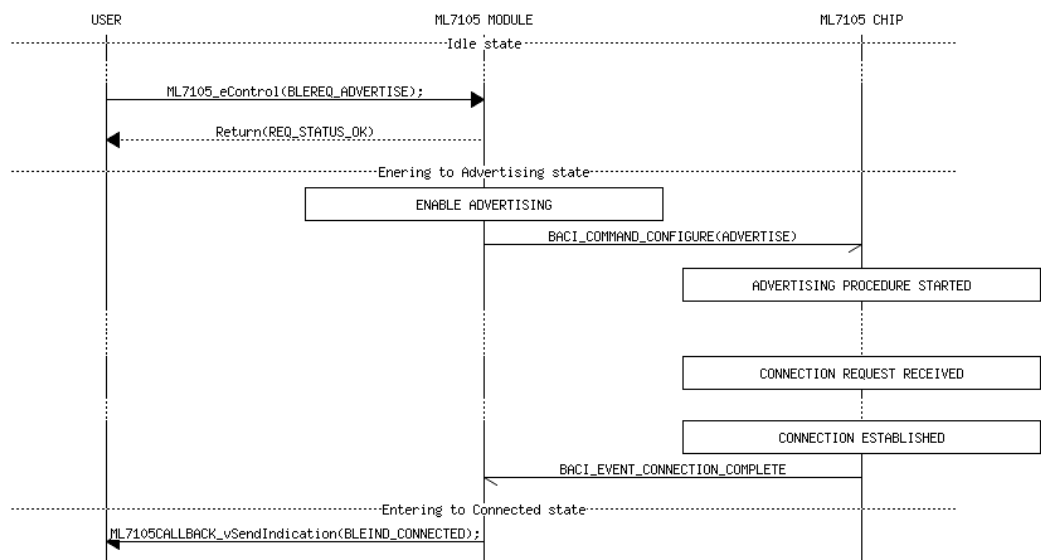 USER
ML7105 MODULE
ML7105 CHIP
Idle state
ML7105_eControl(BLEREQ_ADVERTISE);
Return(REQ_STATUS_OK)
Enering to Advertising state
ENABLE ADVERTISING
BACI_COMMAND_CONFIGURE(ADVERTISE)
ADVERTISING PROCEDURE STARTED
CONNECTION REQUEST RECEIVED
CONNECTION ESTABLISHED
BACI_EVENT_CONNECTION_COMPLETE
Entering to Connected state
ML7105CALLBACK_vSendIndication(BLEIND_CONNECTED);